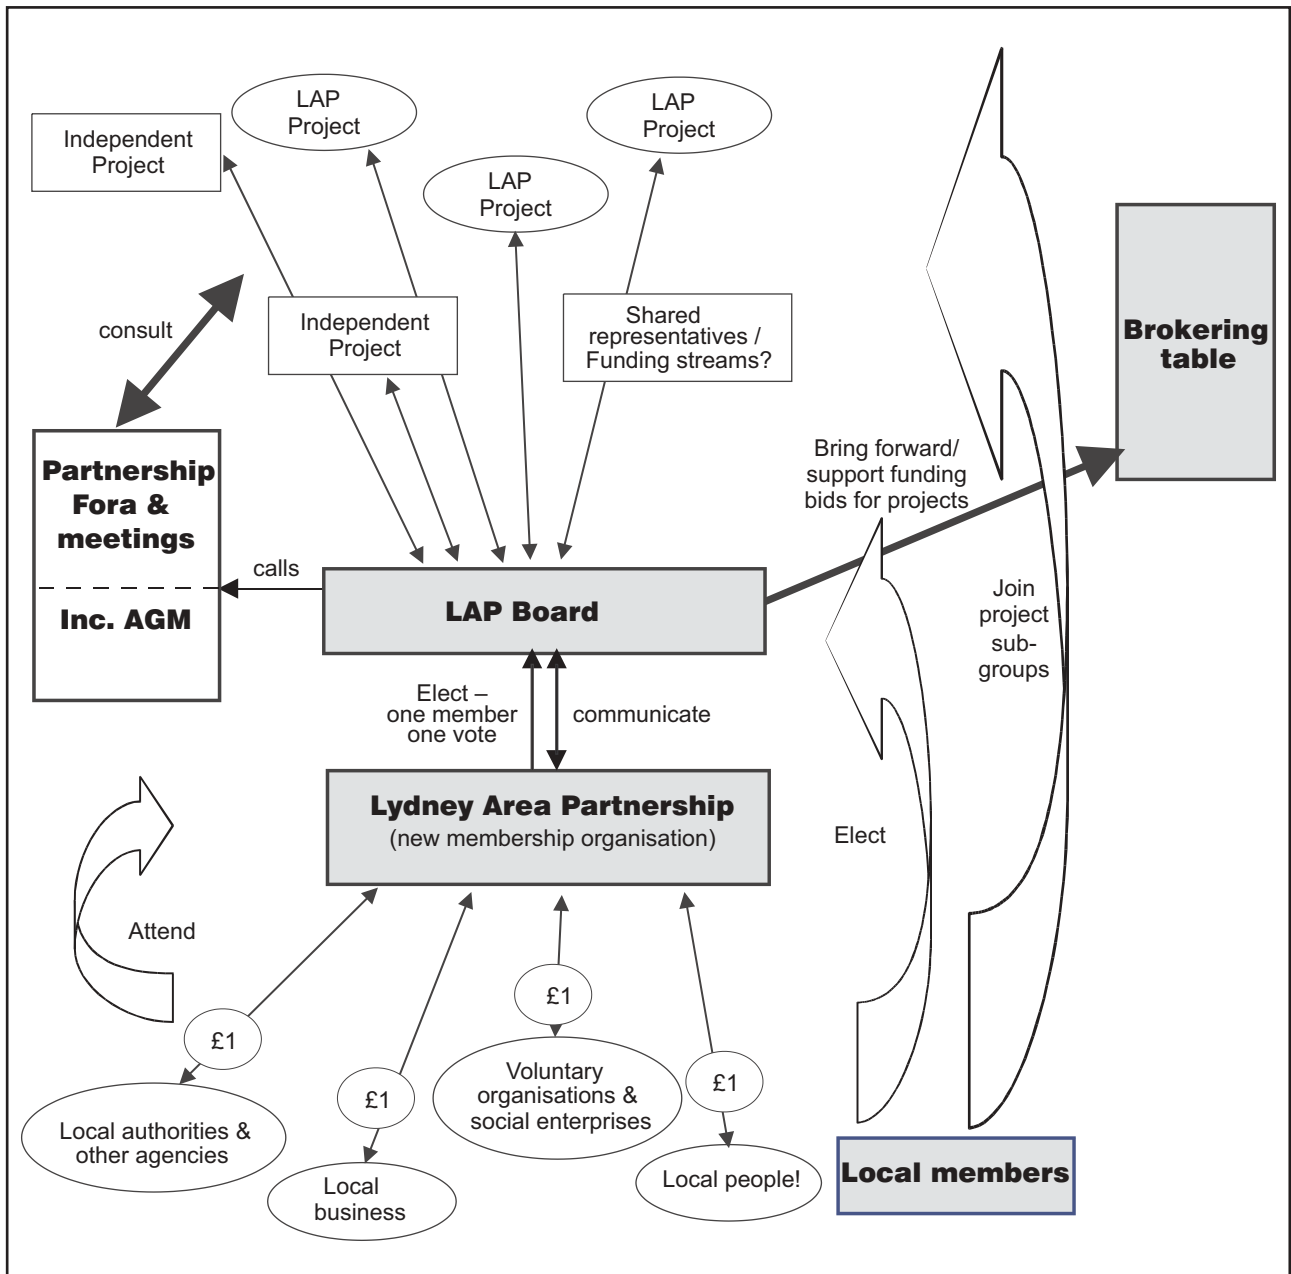 LAP
Project
LAP
Project
Independent
Project
LAP
Project
Independent
Project
Shared
representatives /
Funding streams?
consult
Brokering
table
Partnership
Fora &
meetings
Inc. AGM
calls
Bring forward/
support funding
bids for projects
LAP Board
Join
project
sub-
groups
Elect –
one member
one vote
communicate
Lydney Area Partnership
(new membership organisation)
Elect
Attend
£1
£1
£1
£1
Local authorities &
other agencies
Local
business
Voluntary
organisations &
social enterprises
Local people!
Local members